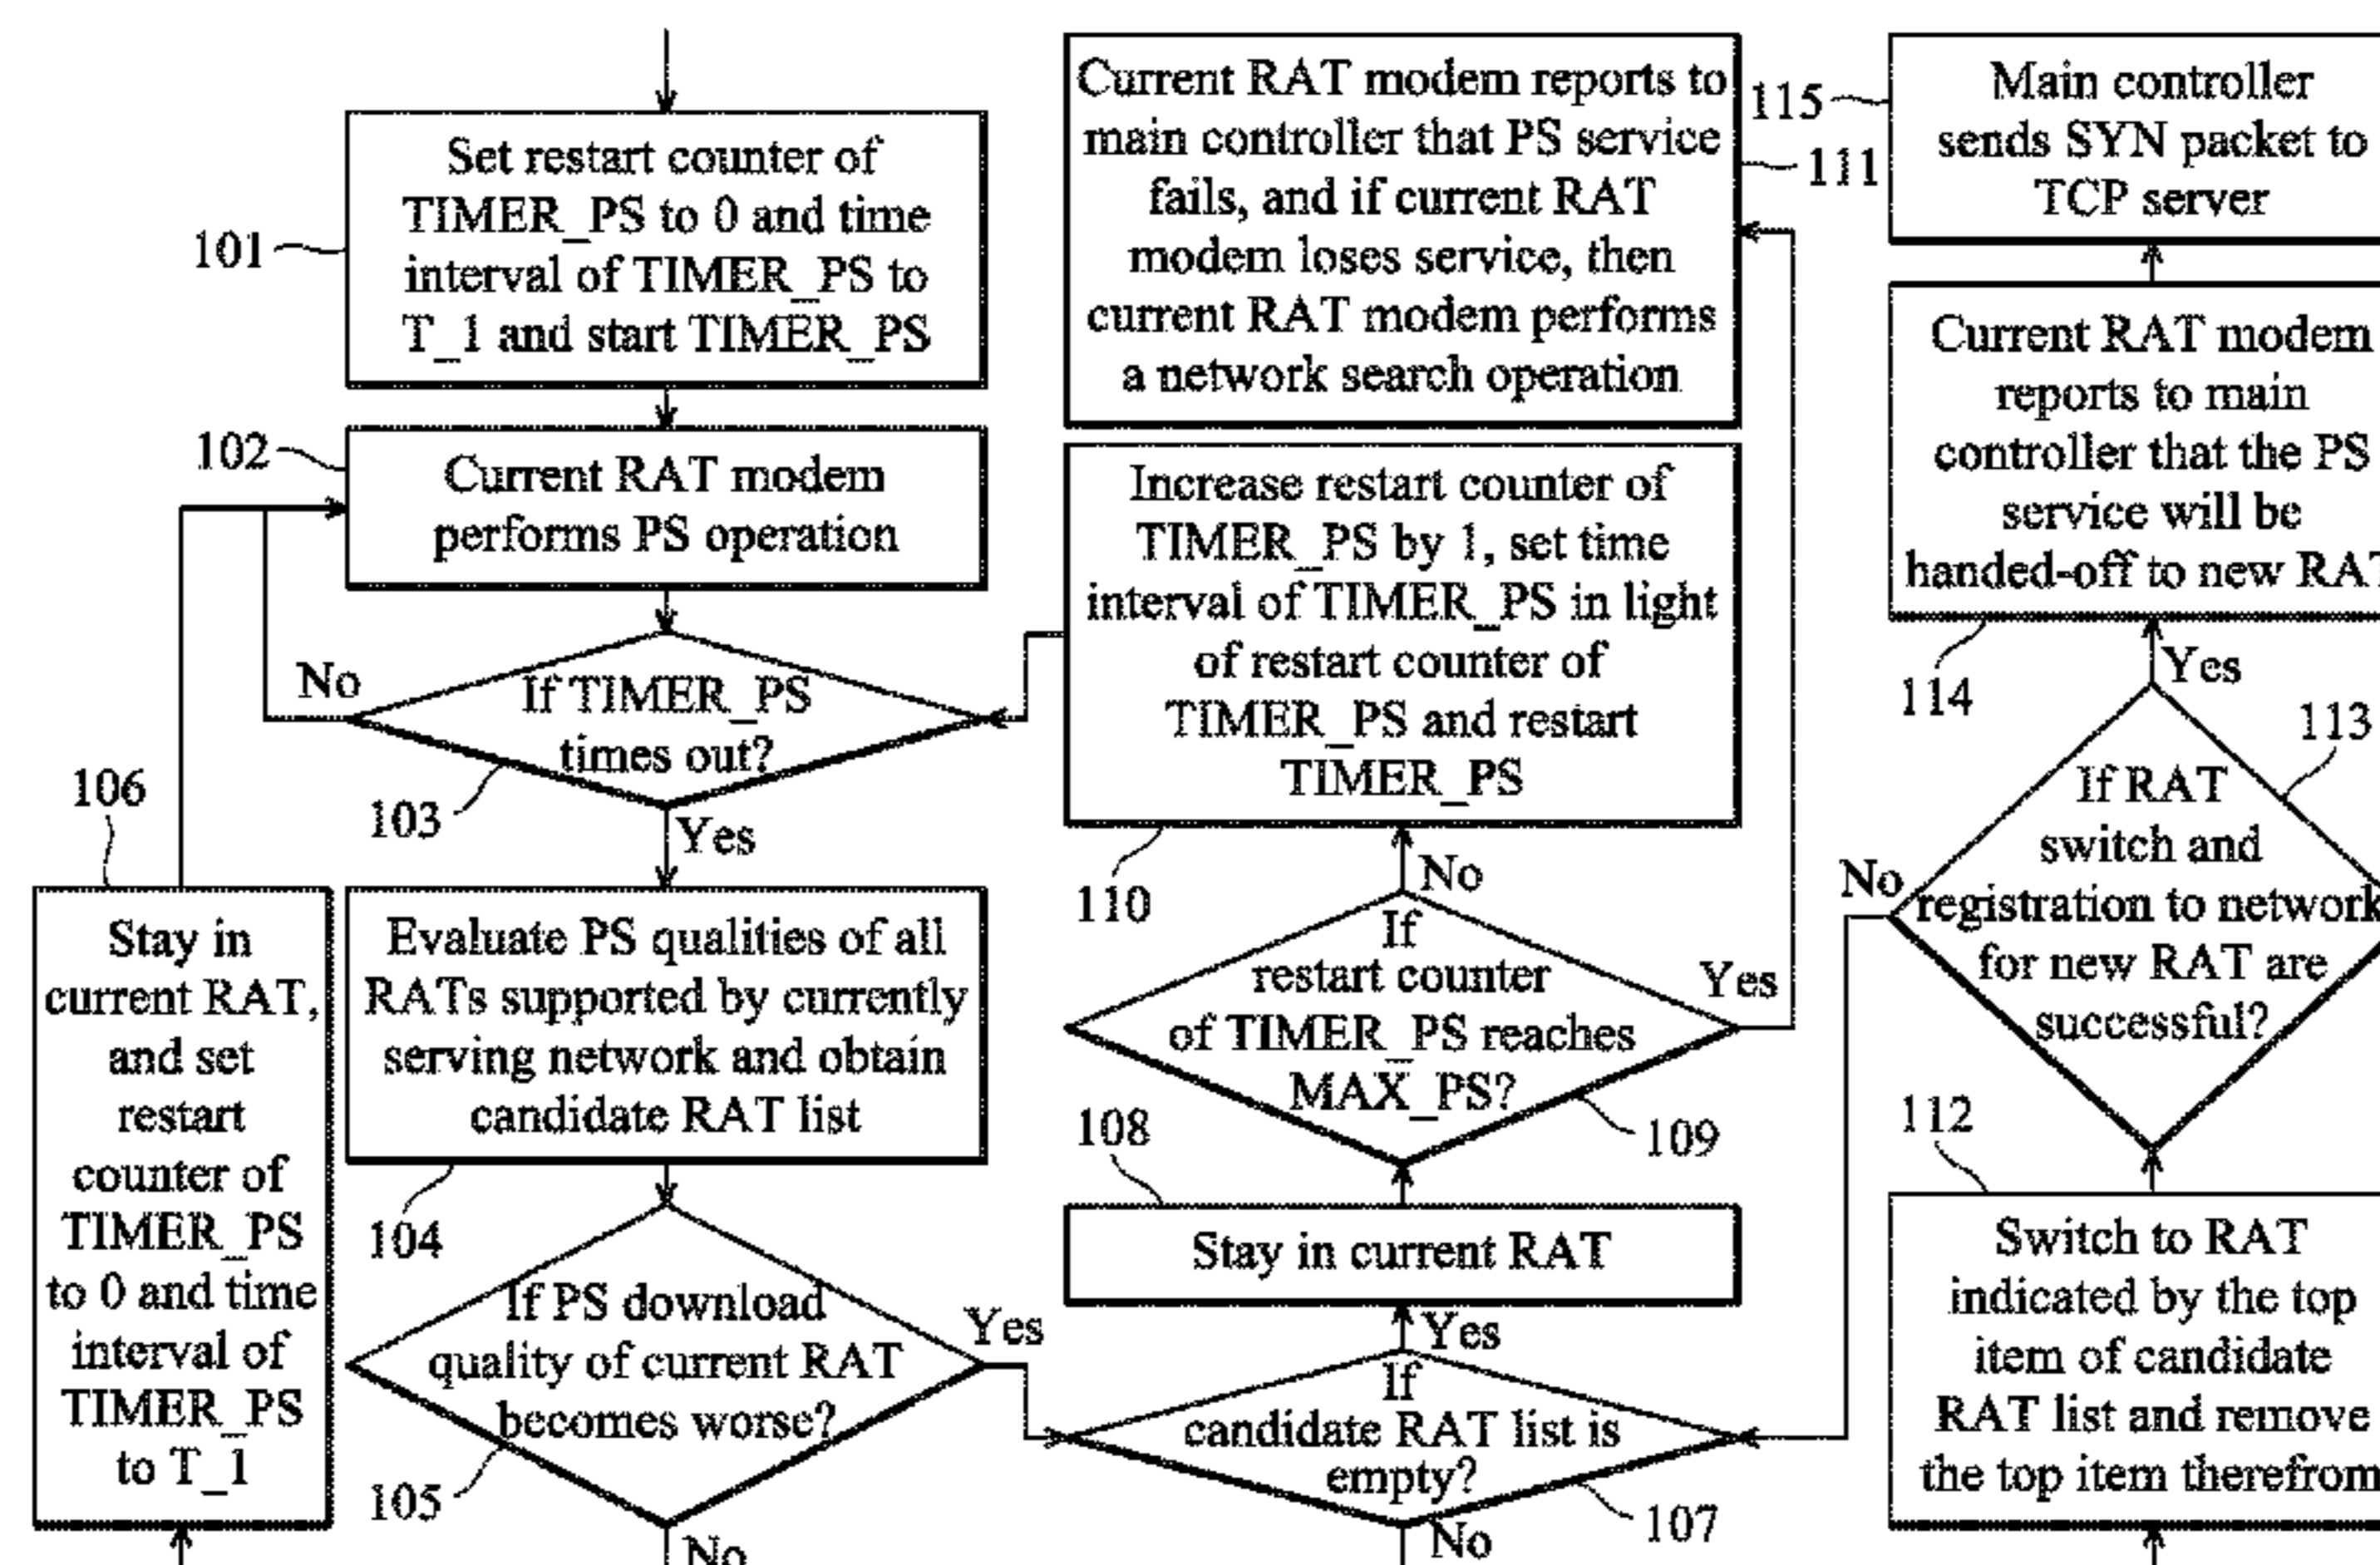 101
Set restart counter of
TIMER_PS to 0 and time
interval of TIMER_PS to
T_1 and start TIMER_PS
102
Current RAT modem
performs PS operation
No
If TIMER_PS
times out?
103
Yes
106
Stay in
current RAT,
and set
restart
counter of
TIMER_PS
to 0 and time
interval of
TIMER_PS
to T_1
Evaluate PS qualities of all
RATs supported by currently
serving network and obtain
candidate RAT list
104
If PS download
quality of current RAT
becomes worse?
105
Yes
No
Current RAT modem reports to
main controller that PS service
fails, and if current RAT
modem loses service, then
current RAT modem performs
a network search operation
111
Increase restart counter of
TIMER_PS by 1, set time
interval of TIMER_PS in light
of restart counter of
TIMER_PS and restart
TIMER_PS
110
No
If
restart counter
of TIMER_PS reaches
MAX_PS?
Yes
109
108
Stay in current RAT
Yes
If
candidate RAT list is
empty?
107
No
115
Main controller
sends SYN packet to
TCP server
Current RAT modem
reports to main
controller that the PS
service will be
handed-off to new RAT
114
Yes
113
No
If RAT
switch and
registration to network
for new RAT are
successful?
112
Switch to RAT
indicated by the top
item of candidate
RAT list and remove
the top item therefrom